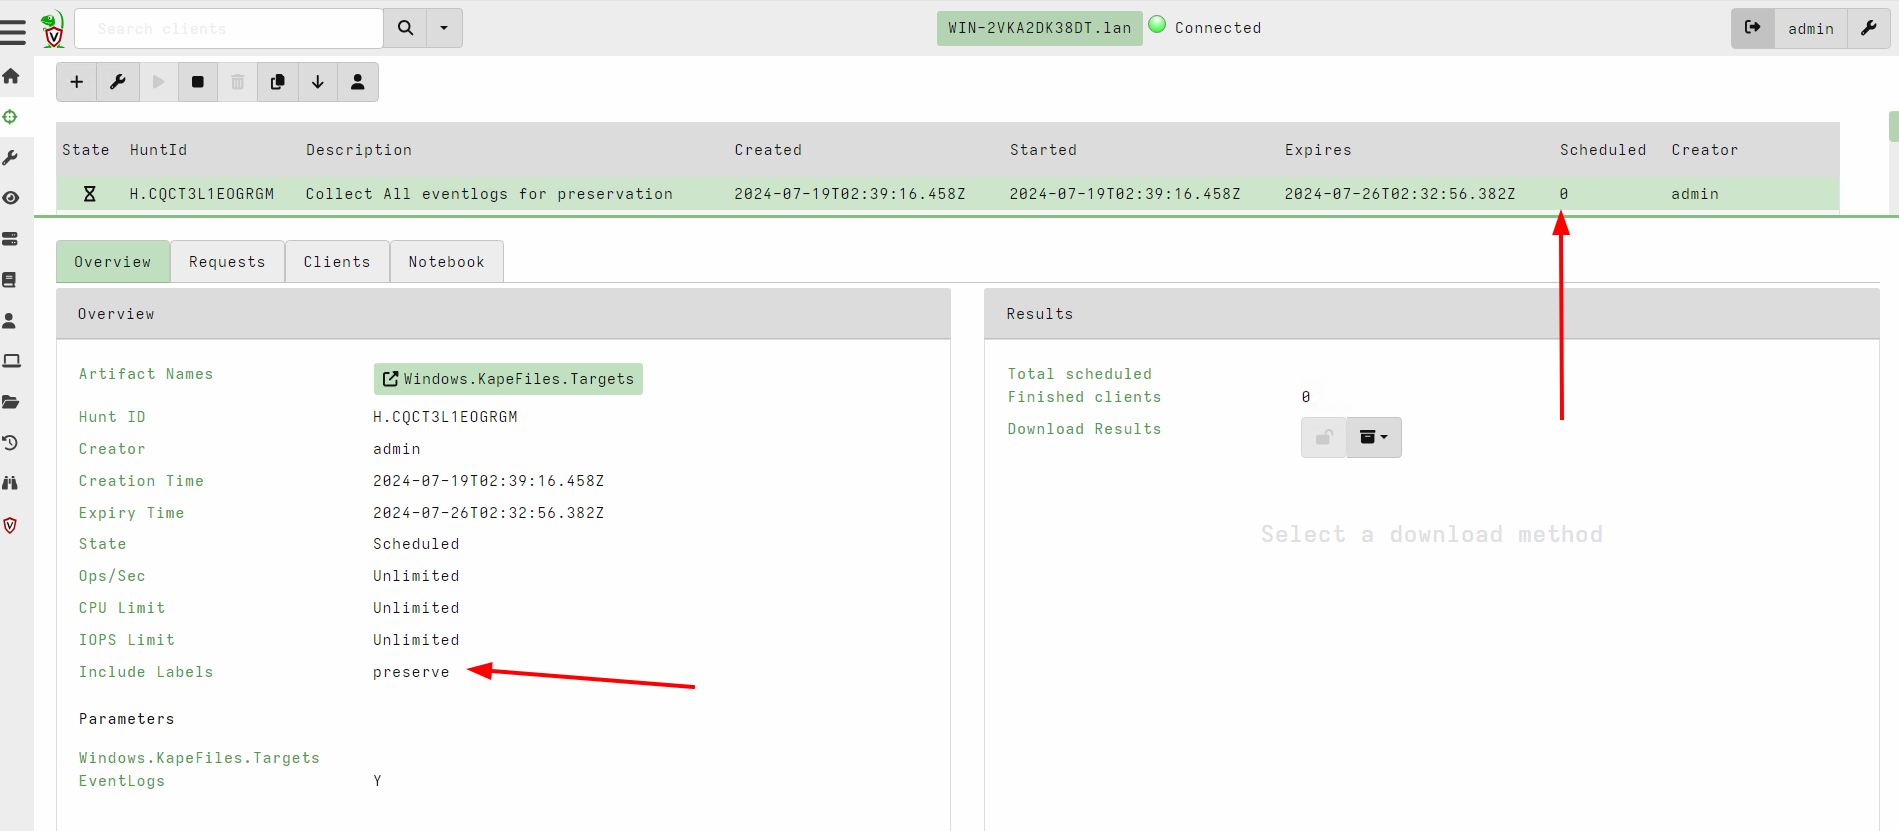 Search clients
WIN-2VKA2DK38DT.lan Connected admin
State HuntId Description Created Started Expires Scheduled Creator
H.CQCT3L1EOGRGM Collect All eventlogs for preservation 2024-07-19T02:39:16.458Z 2024-07-19T02:39:16.458Z 2024-07-26T02:32:56.382Z 0 admin
Overview Requests Clients Notebook
Overview
Artifact Names Windows.KapeFiles.Targets
Hunt ID H.CQCT3L1EOGRGM
Creator admin
Creation Time 2024-07-19T02:39:16.458Z
Expiry Time 2024-07-26T02:32:56.382Z
State Scheduled
Ops/Sec Unlimited
CPU Limit Unlimited
IOPS Limit Unlimited
Include Labels preserve
Parameters
Windows.KapeFiles.Targets
EventLogs Y
Results
Total scheduled
Finished clients 0
Download Results
Select a download method